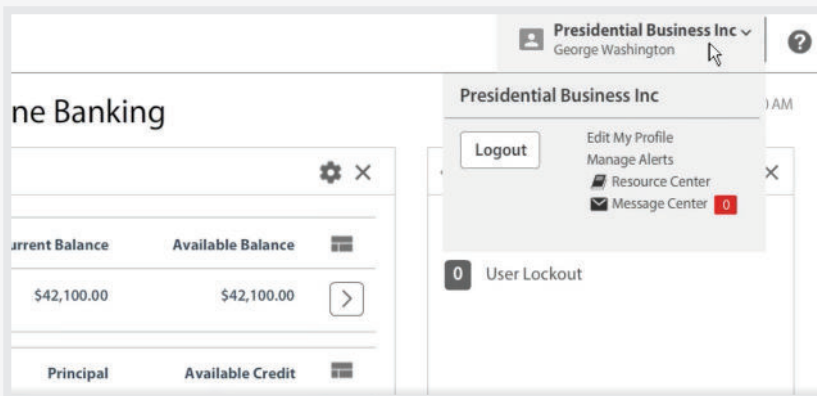 Presidential Business Inc
George Washington
ne Banking
Presidential Business Inc
AM
Logout
Edit My Profile
Manage Alerts
Resource Center
Message Center 0
urrent Balance Available Balance
$42,100.00 $42,100.00
0 User Lockout
Principal Available Credit